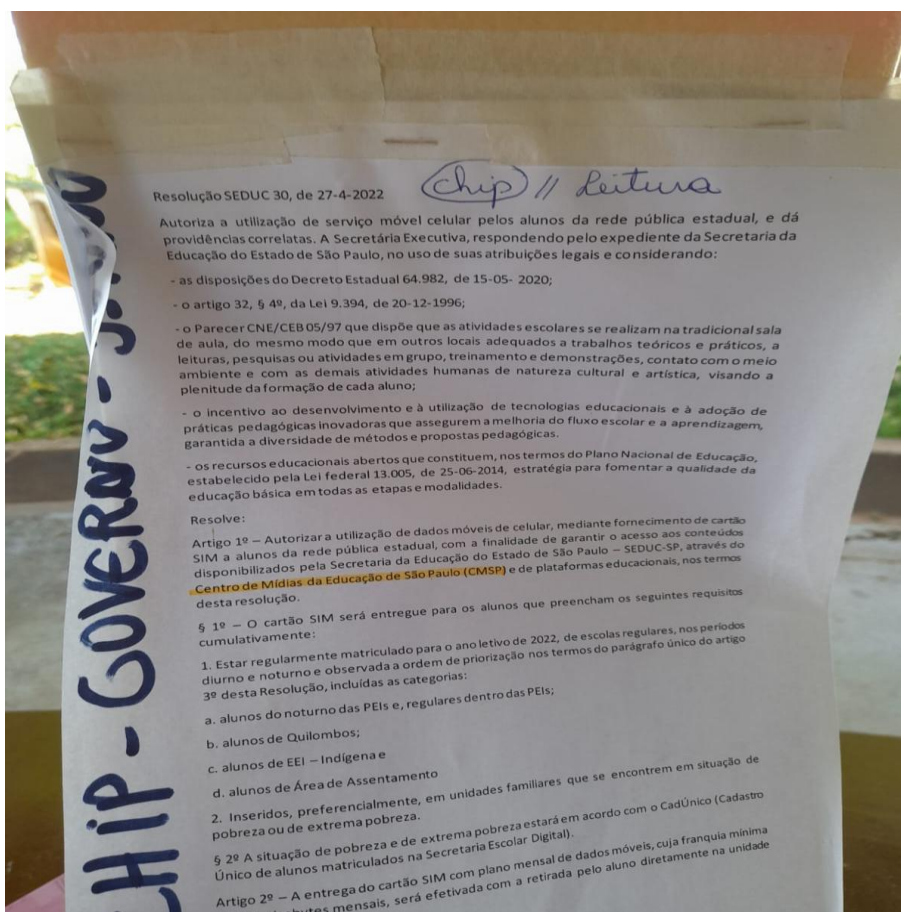 Resolução SEDUC 30, de 27-4-2022
chip // Leitura
Autoriza a utilização de serviço móvel celular pelos alunos da rede pública estadual, e dá
providências correlatas. A Secretária Executiva, respondendo pelo expediente da Secretaria da
Educação do Estado de São Paulo, no uso de suas atribuições legais e considerando:
- as disposições do Decreto Estadual 64.982, de 15-05- 2020;
- o artigo 32, § 4º, da Lei 9.394, de 20-12-1996;
- o Parecer CNE/CEB 05/97 que dispõe que as atividades escolares se realizam na tradicional sala
de aula, do mesmo modo que em outros locais adequados a trabalhos teóricos e práticos, a
leituras, pesquisas ou atividades em grupo, treinamento e demonstrações, contato com o meio
ambiente e com as demais atividades humanas de natureza cultural e artística, visando a
plenitude da formação de cada aluno;
- o incentivo ao desenvolvimento e à utilização de tecnologias educacionais e à adoção de
práticas pedagógicas inovadoras que assegurem a melhoria do fluxo escolar e a aprendizagem,
garantida a diversidade de métodos e propostas pedagógicas.
- os recursos educacionais abertos que constituem, nos termos do Plano Nacional de Educação,
estabelecido pela Lei federal 13.005, de 25-06-2014, estratégia para fomentar a qualidade da
educação básica em todas as etapas e modalidades.
Resolve:
Artigo 1º – Autorizar a utilização de dados móveis de celular, mediante fornecimento de cartão
SIM a alunos da rede pública estadual, com a finalidade de garantir o acesso aos conteúdos
disponibilizados pela Secretaria da Educação do Estado de São Paulo – SEDUC-SP, através do
Centro de Mídias da Educação de São Paulo (CMSP) e de plataformas educacionais, nos termos
desta resolução.
§ 1º – O cartão SIM será entregue para os alunos que preencham os seguintes requisitos
cumulativamente:
1. Estar regularmente matriculado para o ano letivo de 2022, de escolas regulares, nos períodos
diurno e noturno e observada a ordem de priorização nos termos do parágrafo único do artigo
3º desta Resolução, incluídas as categorias:
a. alunos do noturno das PEIs e, regulares dentro das PEIs;
b. alunos de Quilombos;
c. alunos de EEI – Indígena e
d. alunos de Área de Assentamento
2. Inseridos, preferencialmente, em unidades familiares que se encontrem em situação de
pobreza ou de extrema pobreza.
§ 2º A situação de pobreza e de extrema pobreza estará em acordo com o CadÚnico (Cadastro
Único de alunos matriculados na Secretaria Escolar Digital).
Artigo 2º – A entrega do cartão SIM com plano mensal de dados móveis, cuja franquia mínima
mensais, será efetivada com a retirada pelo aluno diretamente na unidade
CHIP - GOVERNO -